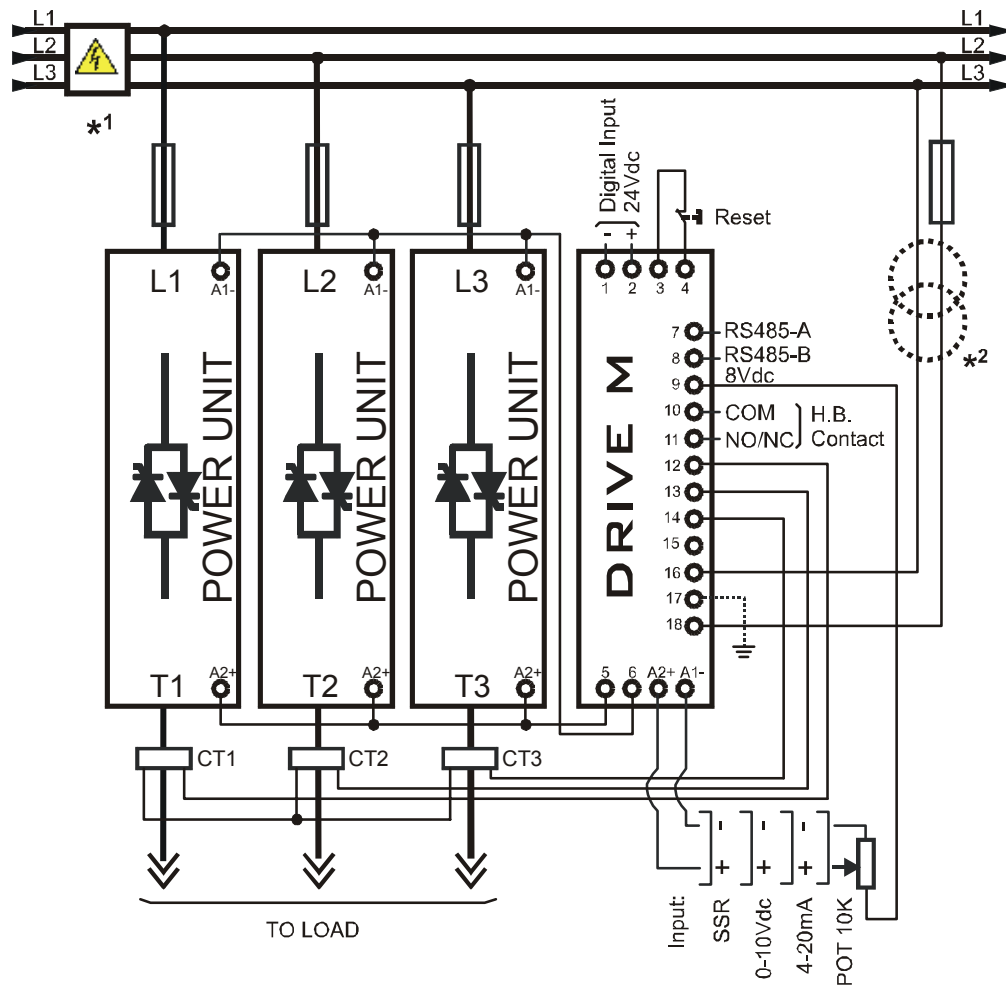 L1
L2
L3
L1
L2
L3
*1
Digital Input
24Vdc
- +
Reset
1 2 3 4
L1
A1-
L2
A1-
L3
A1-
POWER UNIT
POWER UNIT
POWER UNIT
DRIVE M
7 RS485-A
8 RS485-B
9 8Vdc
10 COM
11 NO/NC
H.B.
Contact
12
13
14
15
16
17
18
*2
T1
A2+
T2
A2+
T3
A2+
5 6 A2+ A1-
CT1
CT2
CT3
- - -
+ + +
Input:
SSR
0-10Vdc
4-20mA
POT 10K
TO LOAD